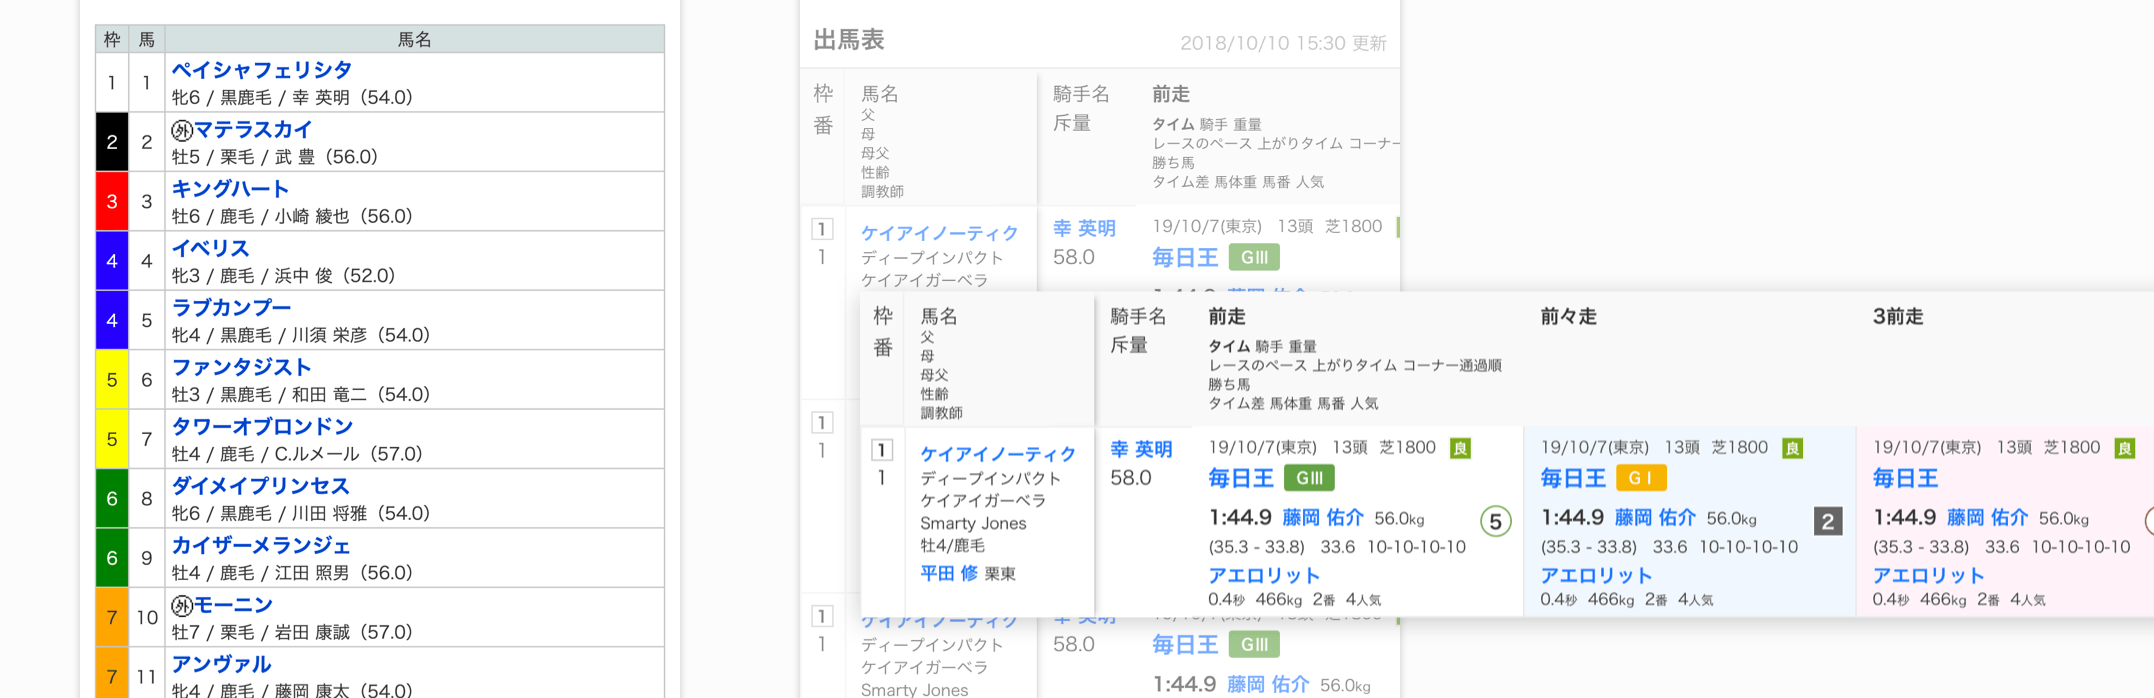 枠 馬 馬名
1 1 ペイシャフェリシタ
牝6 / 黒鹿毛 / 幸 英明（54.0）
2 2 ㊕マテラスカイ
牡5 / 栗毛 / 武 豊（56.0）
3 3 キングハート
牡6 / 鹿毛 / 小崎 綾也（56.0）
4 4 イベリス
牝3 / 鹿毛 / 浜中 俊（52.0）
4 5 ラブカンプー
牝4 / 黒鹿毛 / 川須 栄彦（54.0）
5 6 ファンタジスト
牡3 / 黒鹿毛 / 和田 竜二（54.0）
5 7 タワーオブロンドン
牡4 / 鹿毛 / C.ルメール（57.0）
6 8 ダイメイプリンセス
牝6 / 黒鹿毛 / 川田 将雅（54.0）
6 9 カイザーメランジェ
牡4 / 鹿毛 / 江田 照男（56.0）
7 10 外モーニン
牡7 / 栗毛 / 岩田 康誠（57.0）
7 11 アンヴァル
牝4 / 鹿毛 / 藤岡 康太（54.0）
出馬表 2018/10/10 15:30 更新
枠 馬名 騎手名 前走
番 父 斥量 タイム 騎手 重量
母 レースのペース 上がりタイム コーナー
母父 勝ち馬
性齢 タイム差 馬体重 馬番 人気
調教師
1 ケイアイノーティク 幸 英明 19/10/7(東京) 13頭 芝1800
1 ディープインパクト 58.0 毎日王 GⅢ
ケイアイガーベラ
1
1
枠 馬名 騎手名 前走 前々走 3前走
番 父 斥量 タイム 騎手 重量
母 レースのペース 上がりタイム コーナー通過順
母父 勝ち馬
性齢 タイム差 馬体重 馬番 人気
調教師
1 ケイアイノーティク 幸 英明 19/10/7(東京) 13頭 芝1800 良 19/10/7(東京) 13頭 芝1800 良 19/10/7(東京) 13頭 芝1800 良
1 ディープインパクト 58.0 毎日王 GⅢ 毎日王 GⅠ 毎日王
ケイアイガーベラ
Smarty Jones 1:44.9 藤岡 佑介 56.0kg 5 1:44.9 藤岡 佑介 56.0kg 2 1:44.9 藤岡 佑介 56.0kg
牡4/鹿毛 (35.3 - 33.8) 33.6 10-10-10-10 (35.3 - 33.8) 33.6 10-10-10-10 (35.3 - 33.8) 33.6 10-10-10-10
平田 修 栗東 アエロリット アエロリット アエロリット
0.4秒 466kg 2番 4人気 0.4秒 466kg 2番 4人気 0.4秒 466kg 2番 4人気
1 ケイアイノーティク 幸 英明
1 ディープインパクト 58.0 毎日王 GⅢ
ケイアイガーベラ
Smarty Jones 1:44.9 藤岡 佑介 56.0kg